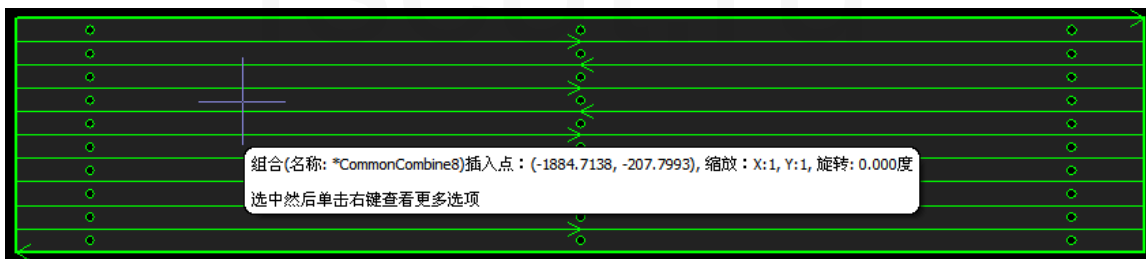 组合(名称: *CommonCombine8)插入点：(-1884.7138, -207.7993), 缩放：X:1, Y:1, 旋转: 0.000度
选中然后单击右键查看更多选项